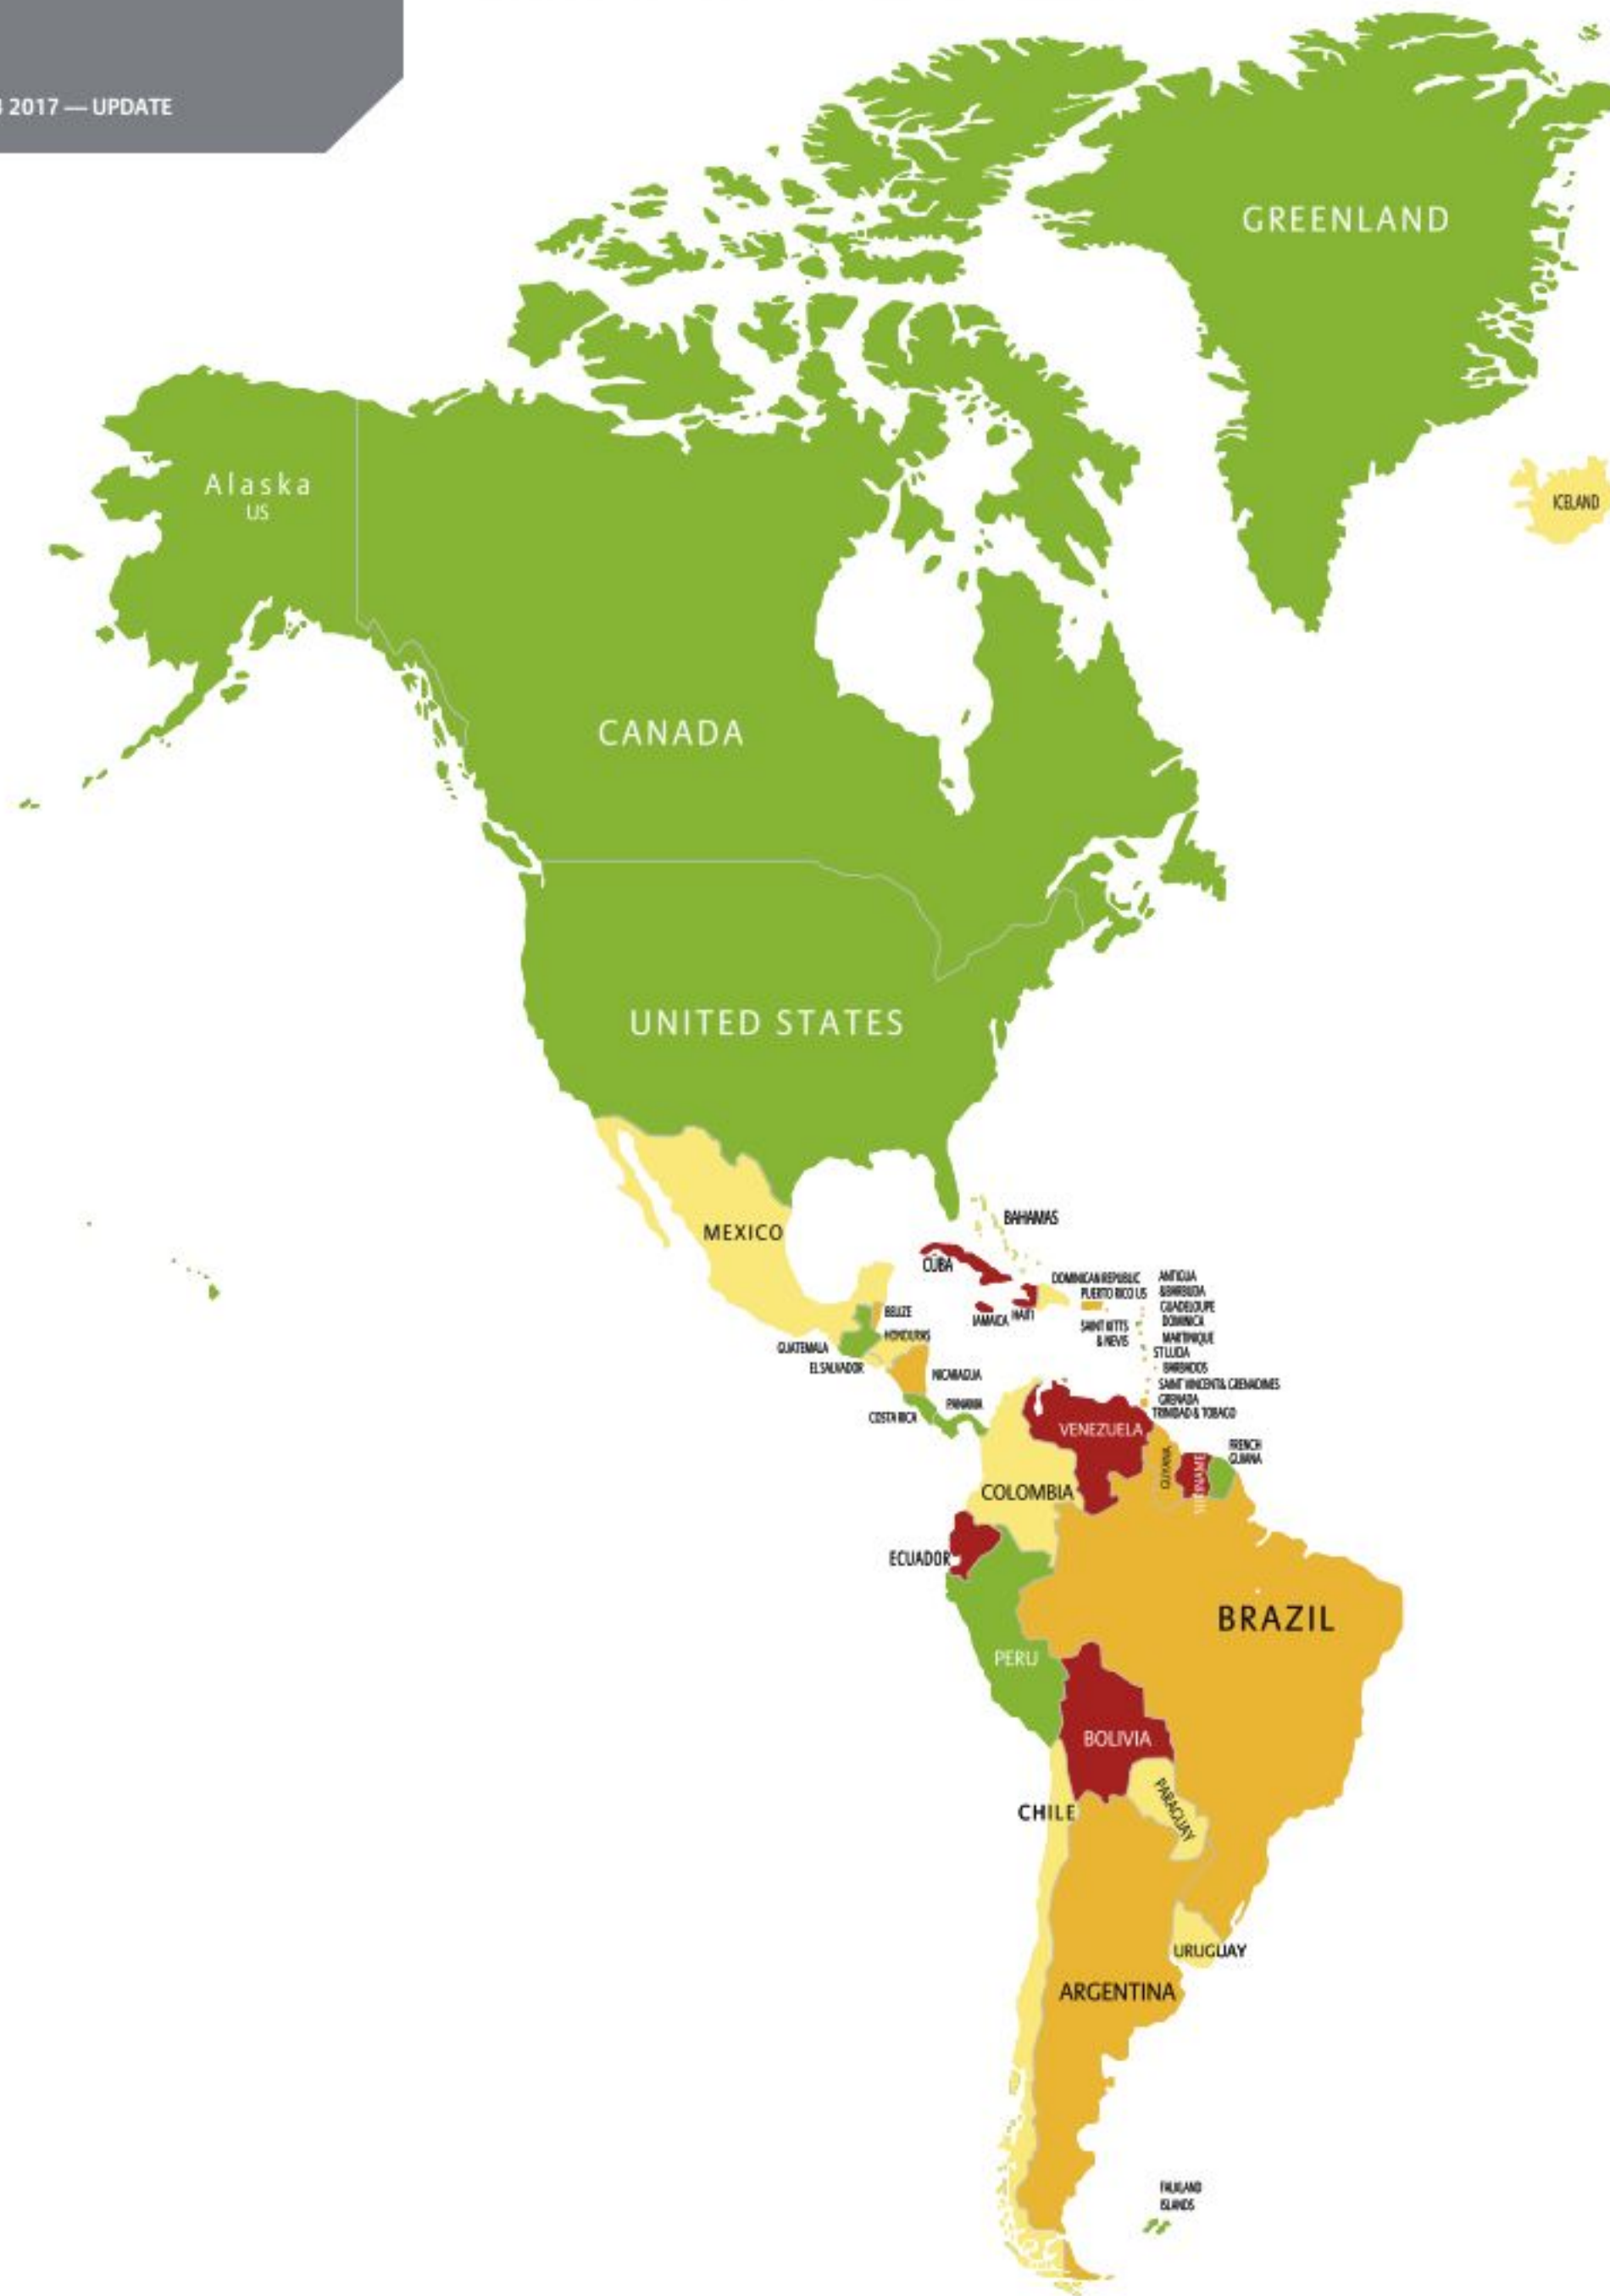 2017 — UPDATE
GREENLAND
ICELAND
Alaska
US
CANADA
UNITED STATES
MEXICO
BAHAMAS
CUBA
DOMINICAN REPUBLIC
PUERTO RICO US
ANTIGUA
& BARBUDA
GUADELOUPE
DOMINICA
MARTINIQUE
ST LUCIA
BARBADOS
SAINT VINCENT & GRENADINES
GRENADA
TRINIDAD & TOBAGO
JAMAICA
HAITI
SAINT KITTS
& NEVIS
BELIZE
HONDURAS
GUATEMALA
EL SALVADOR
NICARAGUA
PANAMA
COSTA RICA
VENEZUELA
GUYANA
SURINAME
FRENCH
GUIANA
COLOMBIA
ECUADOR
BRAZIL
PERU
BOLIVIA
PARAGUAY
CHILE
URUGUAY
ARGENTINA
FALKLAND
ISLANDS